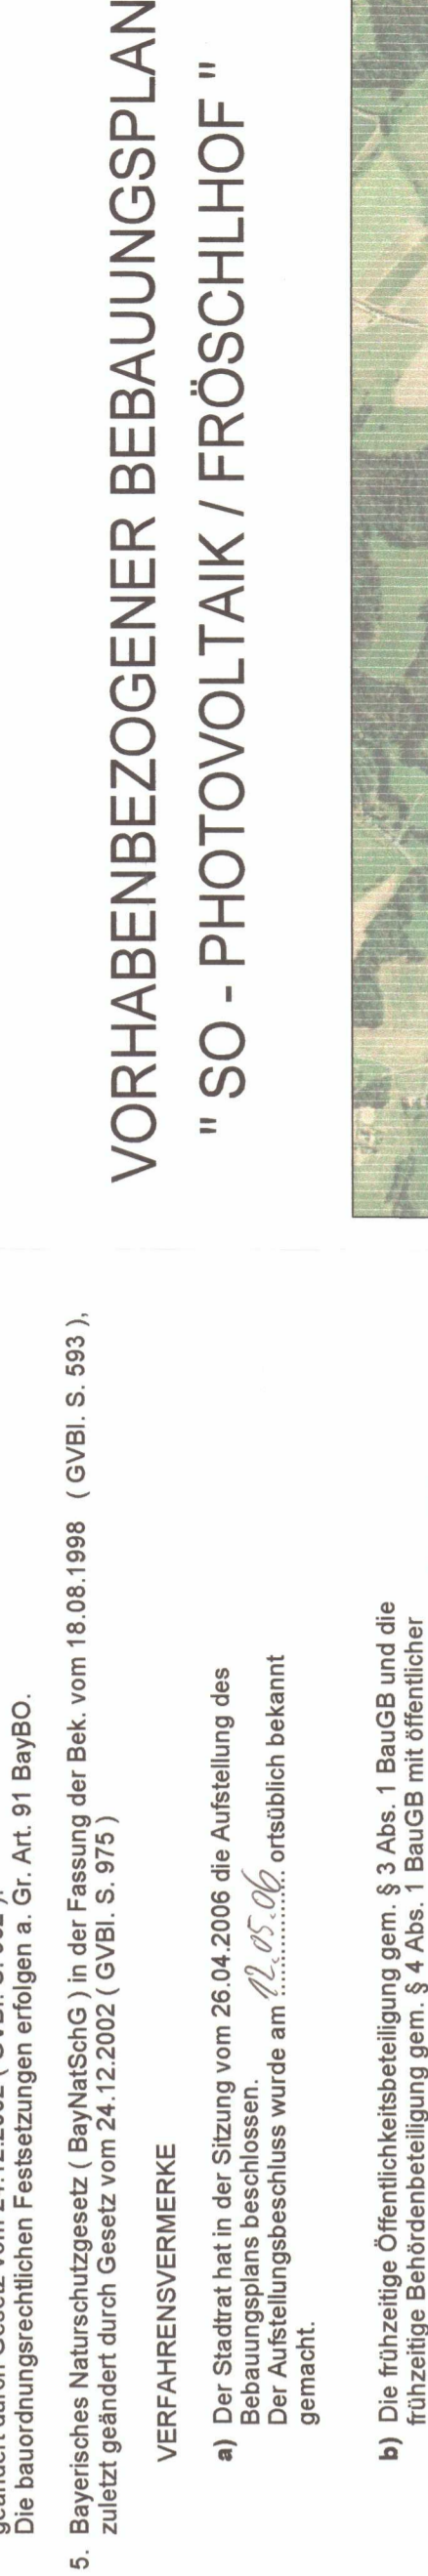 Die bauordnungsrechtlichen Festsetzungen erfolgen a. Gr. Art. 91 BayBO.
5. Bayerisches Naturschutzgesetz ( BayNatSchG ) in der Fassung der Bek. vom 18.08.1998 ( GVBl. S. 593 ),
zuletzt geändert durch Gesetz vom 24.12.2002 ( GVBl. S. 975 )
VERFAHRENSVERMERKE
a) Der Stadtrat hat in der Sitzung vom 26.04.2006 die Aufstellung des
Bebauungsplans beschlossen.
Der Aufstellungsbeschluss wurde am 12.05.06 ortsüblich bekannt
gemacht.
b) Die frühzeitige Öffentlichkeitsbeteiligung gem. § 3 Abs. 1 BauGB und die
frühzeitige Behördenbeteiligung gem. § 4 Abs. 1 BauGB mit öffentlicher
VORHABENBEZOGENER BEBAUUNGSPLAN
" SO - PHOTOVOLTAIK / FRÖSCHLHOF "